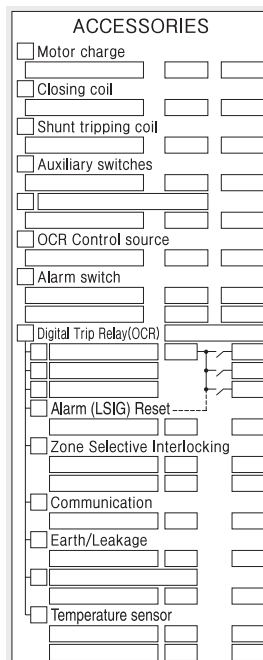 ACCESSORIES
Motor charge
Closing coil
Shunt tripping coil
Auxiliary switches
OCR Control source
Alarm switch
Digital Trip Relay(OCR)
Alarm (LSIG) Reset
Zone Selective Interlocking
Communication
Earth/Leakage
Temperature sensor